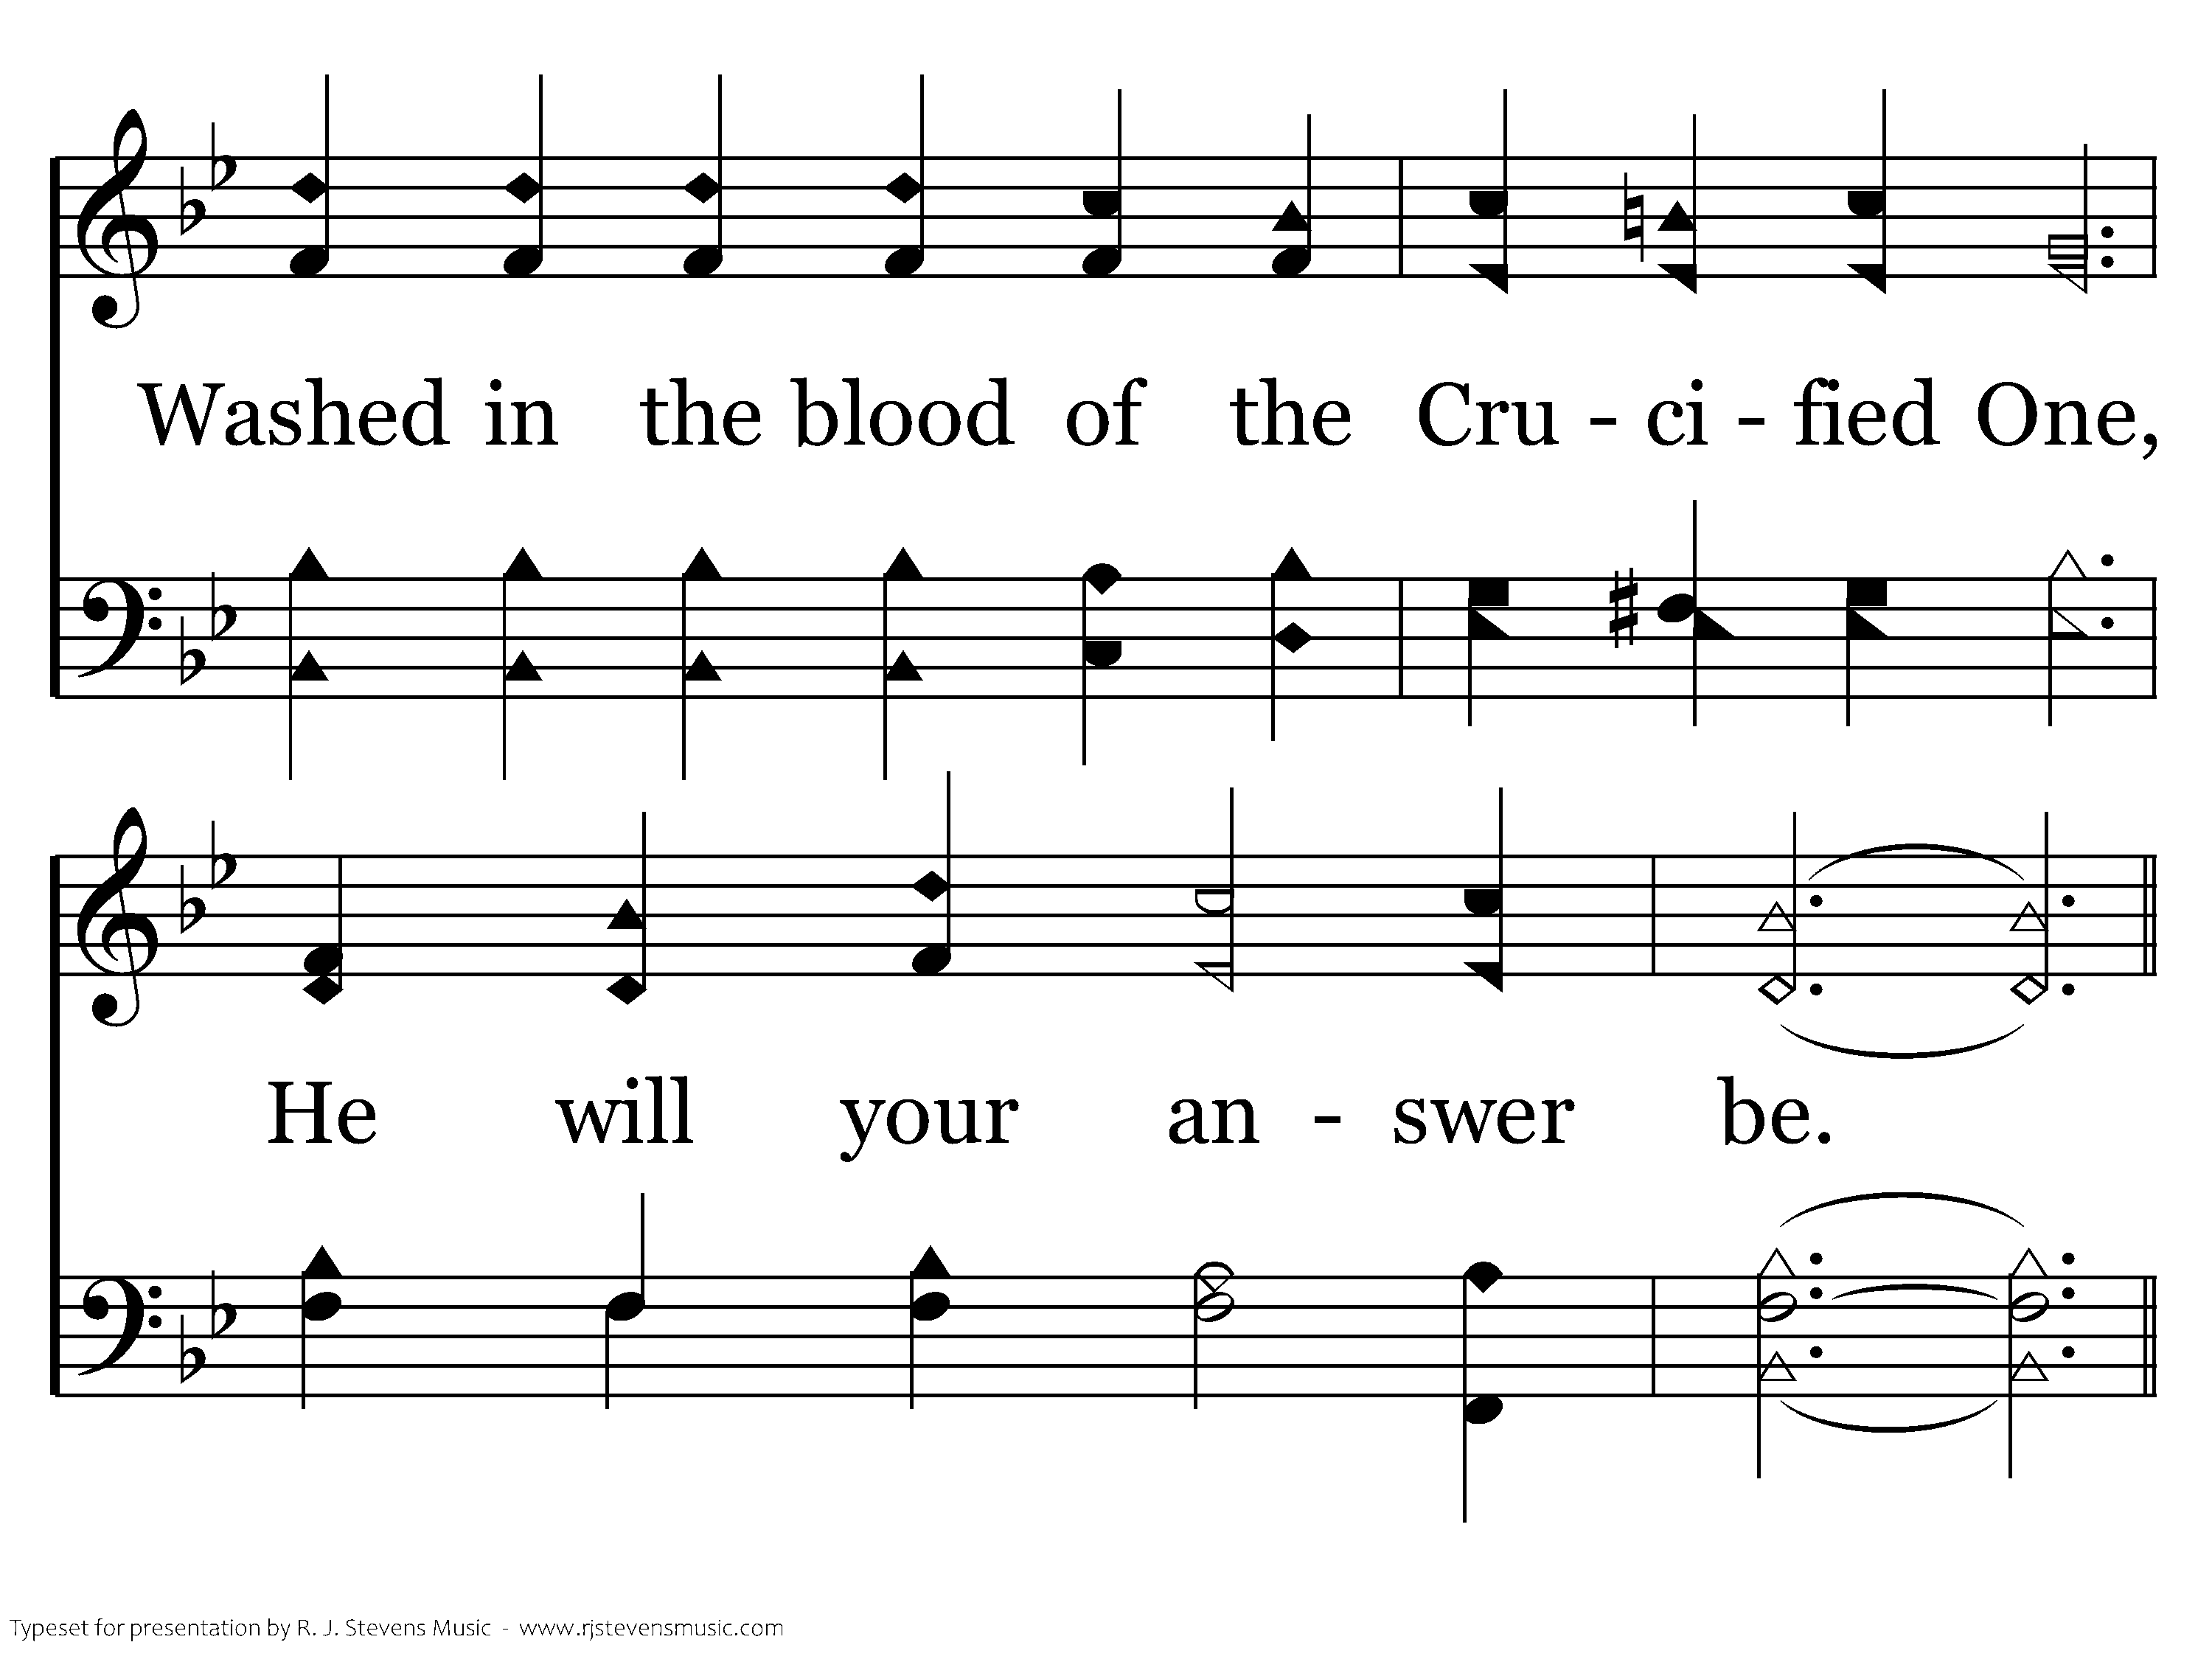 Washed in the blood of the Cru - ci - fied One,
He will your an - swer be.
Typeset for presentation by R. J. Stevens Music - www.rjstevensmusic.com